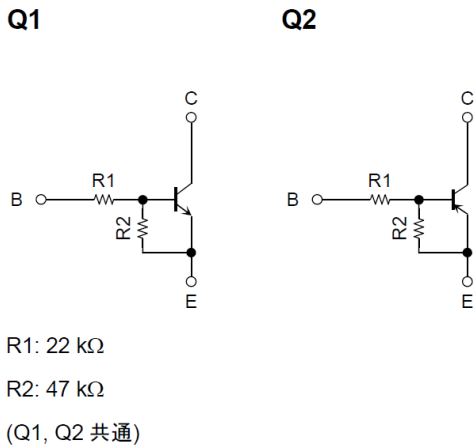 Q1 Q2
C C
R1 R1
B B
R2 R2
E E
R1: 22 kΩ
R2: 47 kΩ
(Q1, Q2 共通)